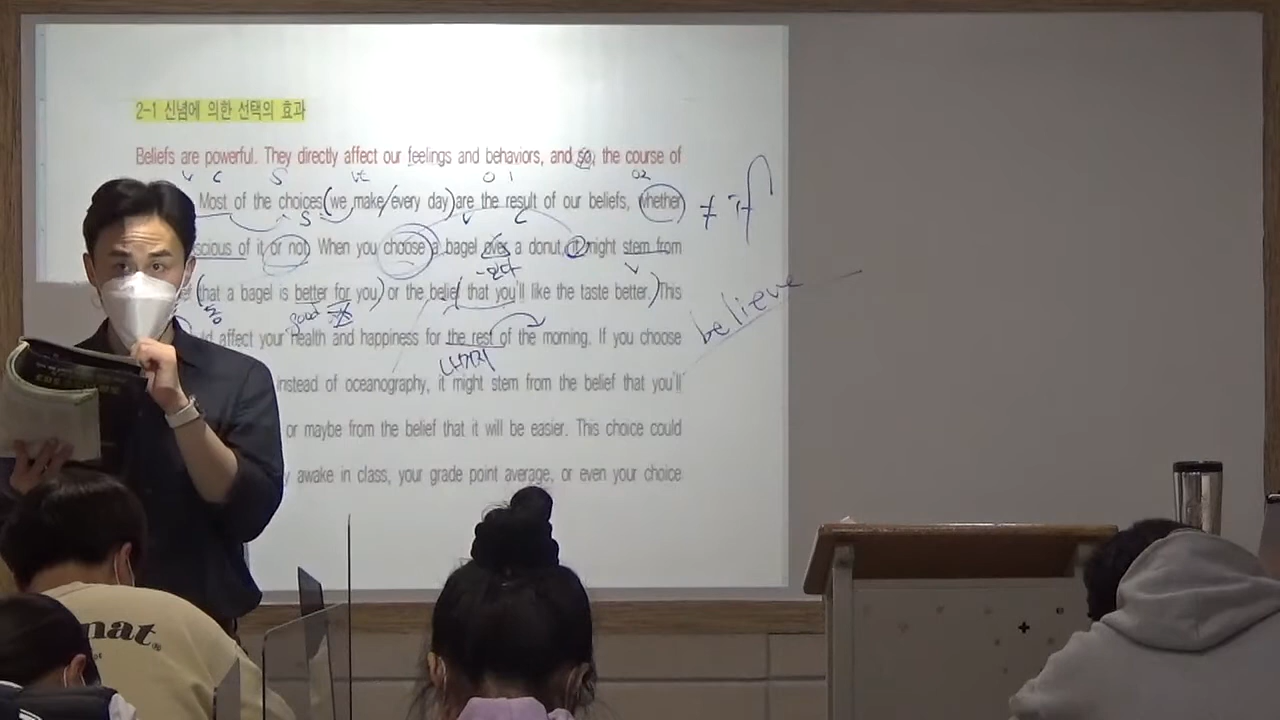 2-1 신념에 의한 선택의 효과
Beliefs are powerful. They directly affect our feelings and behaviors, and so, the course of
V C S Vt O 1 O2
Most of the choices (we make/every day) are the result of our beliefs, whether ≠ if
S V C
scious of it or not. When you choose a bagel over a donut, it might stem from
V
ef (that a bagel is better for you) or the belief (that you'll like the taste better.) This
good believe
ld affect your health and happiness for the rest of the morning. If you choose
나머지
instead of oceanography, it might stem from the belief that you'll
or maybe from the belief that it will be easier. This choice could
y awake in class, your grade point average, or even your choice
nat®